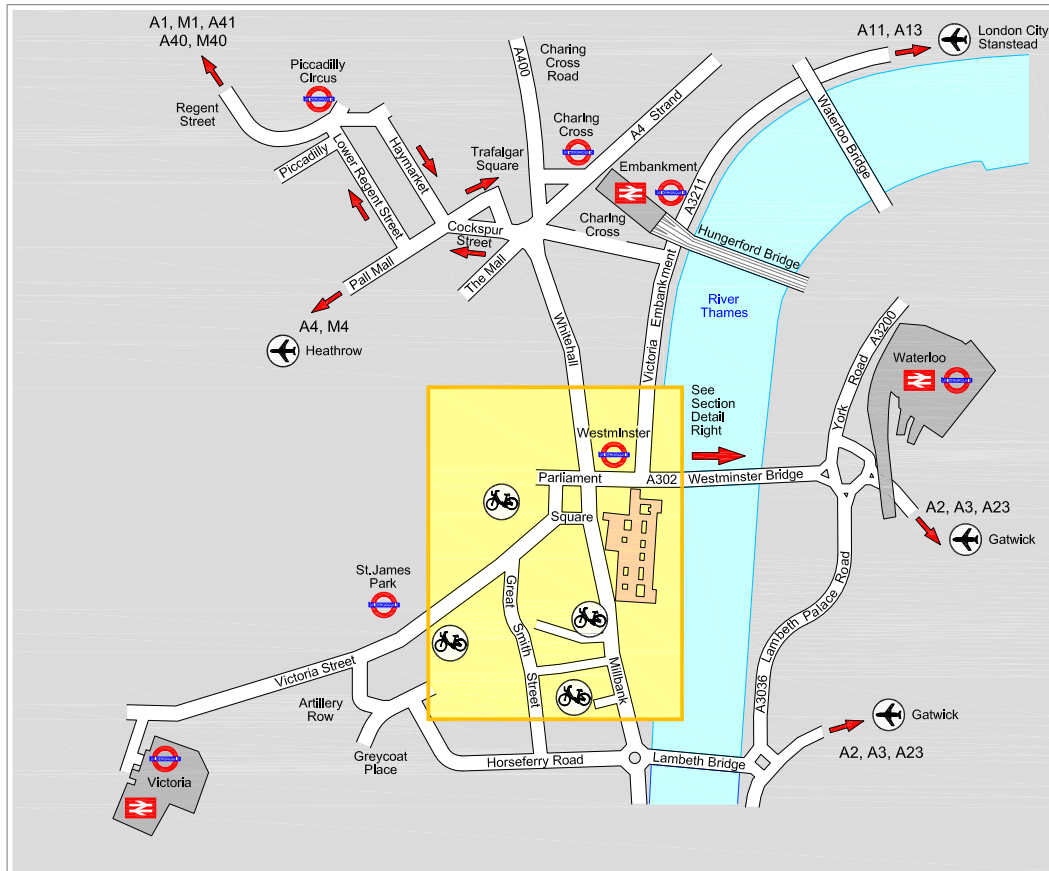 A1, M1, A41
A40, M40
Piccadilly
Circus
Regent
Street
Piccadilly
Lower Regent Street
Haymarket
A400
Charing
Cross
Road
A4 Strand
Charing
Cross
Trafalgar
Square
Embankment
A11, A13
London City
Stanstead
Waterloo Bridge
A3211
Cockspur
Street
Charing
Cross
Hungerford Bridge
Pall Mall
The Mall
A4, M4
Heathrow
Whitehall
Victoria Embankment
River
Thames
York Road A3200
Waterloo
See
Section
Detail
Right
Westminster
Parliament
A302
Westminster Bridge
Square
A2, A3, A23
Gatwick
St.James
Park
Great Smith Street
Millbank
A3036 Lambeth Palace Road
Victoria Street
Artillery
Row
Greycoat
Place
Horseferry Road
Lambeth Bridge
Gatwick
A2, A3, A23
Victoria